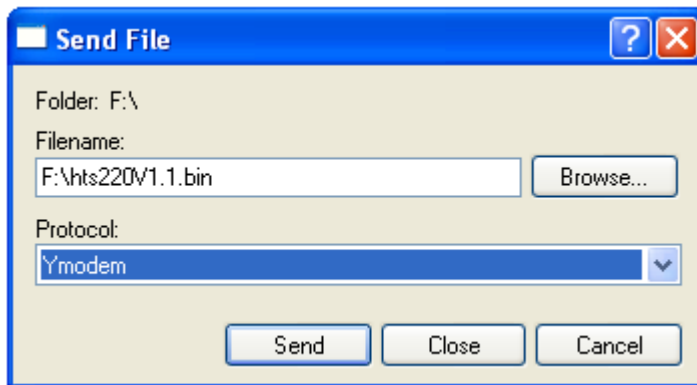 Send File
Folder: F:\
Filename:
F:\hts220V1.1.bin
Browse...
Protocol:
Ymodem
Send Close Cancel